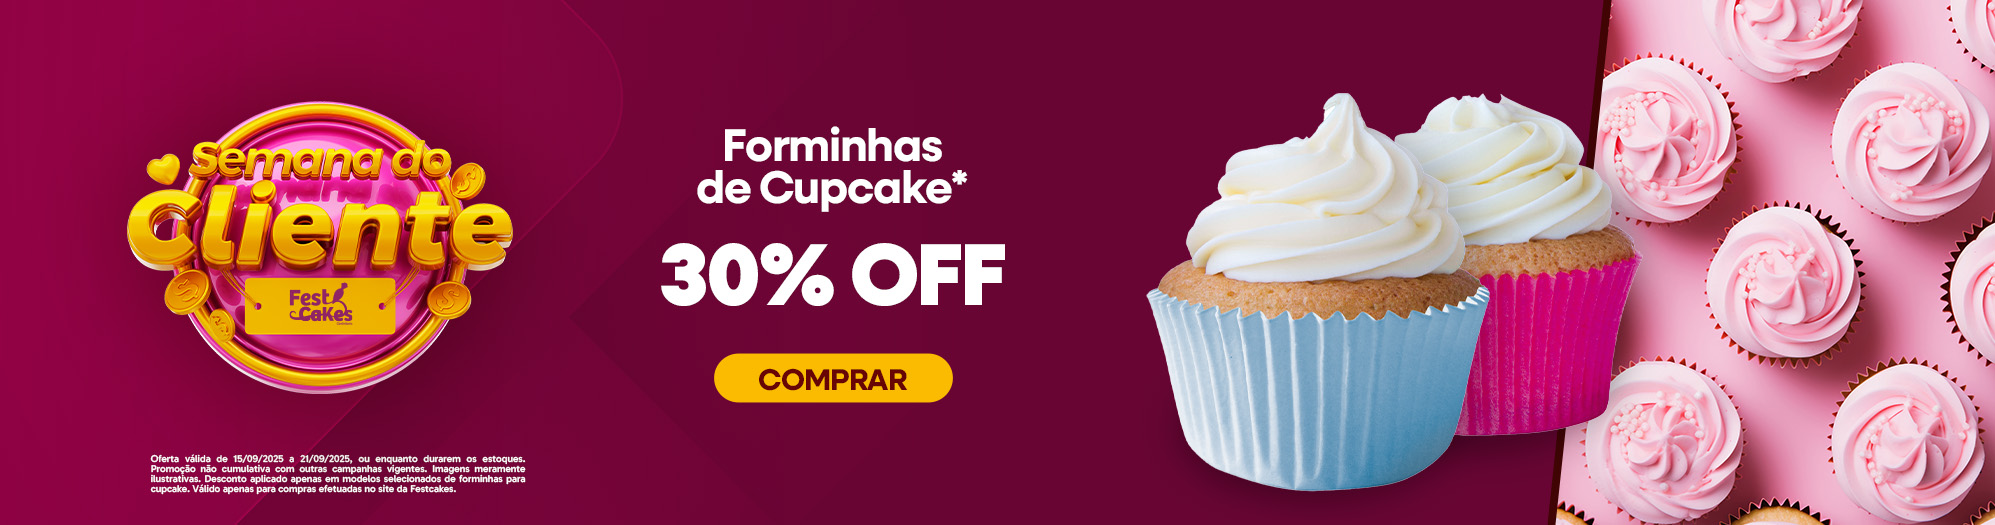 Semana do
Cliente
Fest
CaKes
Forminhas
de Cupcake*
30% OFF
COMPRAR
Oferta válida de 15/09/2025 a 21/09/2025, ou enquanto durarem os estoques.
Promoção não cumulativa com outras campanhas vigentes. Imagens meramente
ilustrativas. Desconto aplicado apenas em modelos selecionados de forminhas para
cupcake. Válido apenas para compras efetuadas no site da Festcakes.